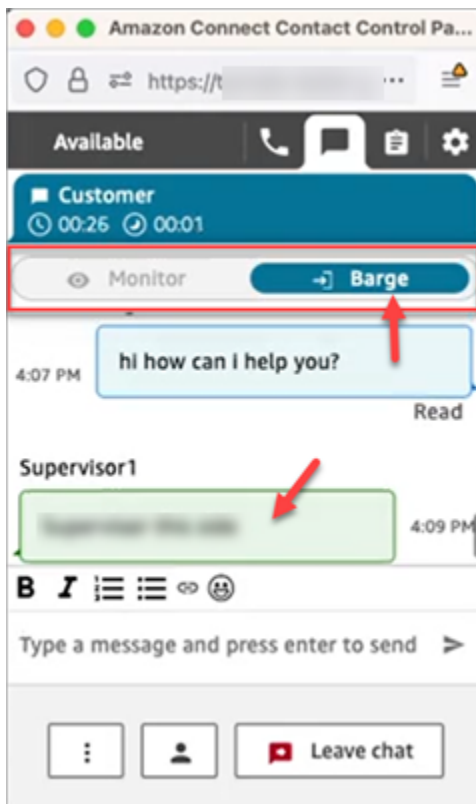 Amazon Connect Contact Control Pa...
https://t ...
Available
Customer
00:26 00:01
Monitor Barge
hi how can i help you?
4:07 PM
Read
Supervisor1
4:09 PM
B I
Type a message and press enter to send
Leave chat